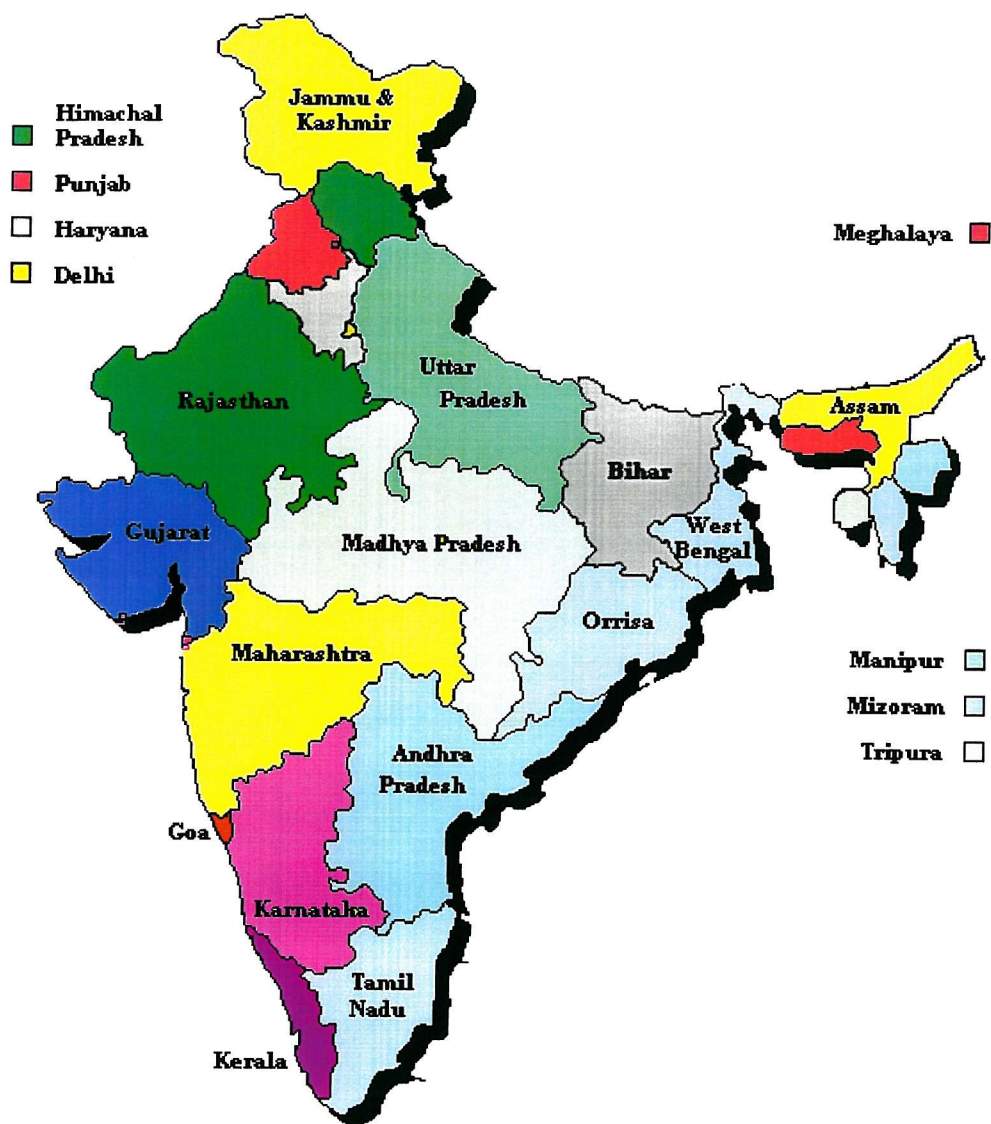 Jammu &
Kashmir
Himachal
Pradesh
Punjab
Haryana
Delhi
Meghalaya
Uttar
Pradesh
Rajasthan
Assam
Bihar
Gujarat
Madhya Pradesh
West
Bengal
Orrisa
Maharashtra
Manipur
Mizoram
Tripura
Andhra
Pradesh
Goa
Karnataka
Tamil
Nadu
Kerala